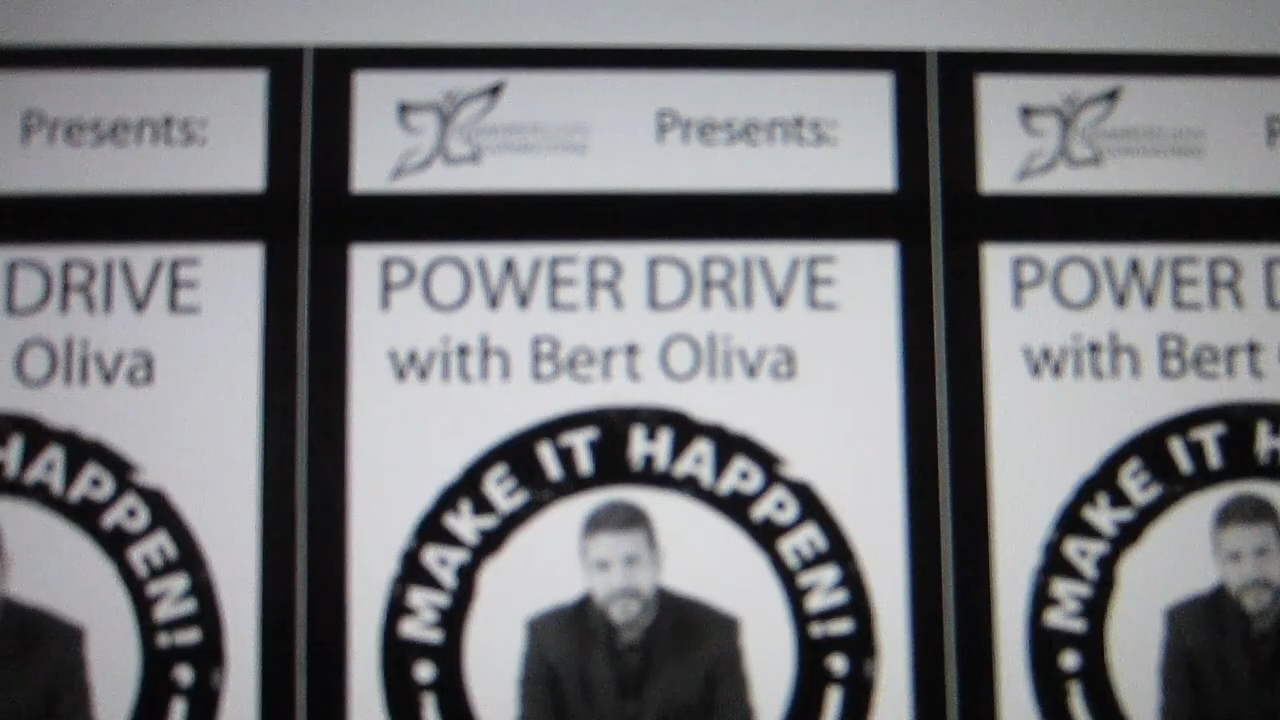 Presents:
DRIVE
Oliva
HAPPEN!
Presents:
POWER DRIVE
with Bert Oliva
MAKE IT HAPPEN!
POWER
with Bert
MAKE IT